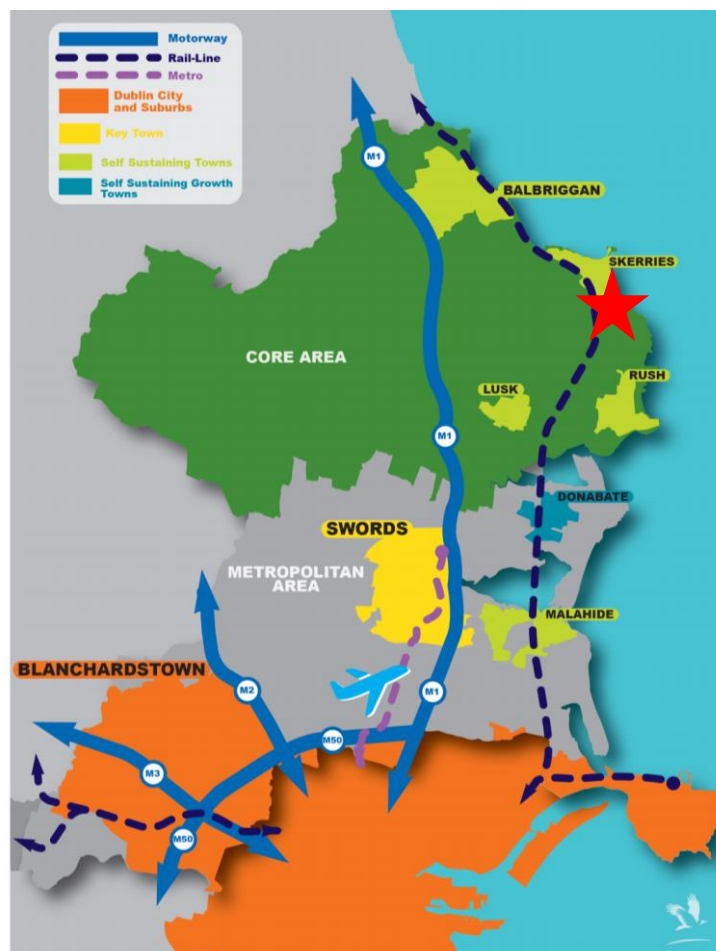 Motorway
Rail-Line
Metro
Dublin City
and Suburbs
Key Town
Self Sustaining Towns
Self Sustaining Growth
Towns
M1
BALBRIGGAN
SKERRIES
CORE AREA
LUSK
RUSH
M1
DONABATE
SWORDS
METROPOLITAN
AREA
MALAHIDE
BLANCHARDSTOWN
M2
M1
M50
M3
M50